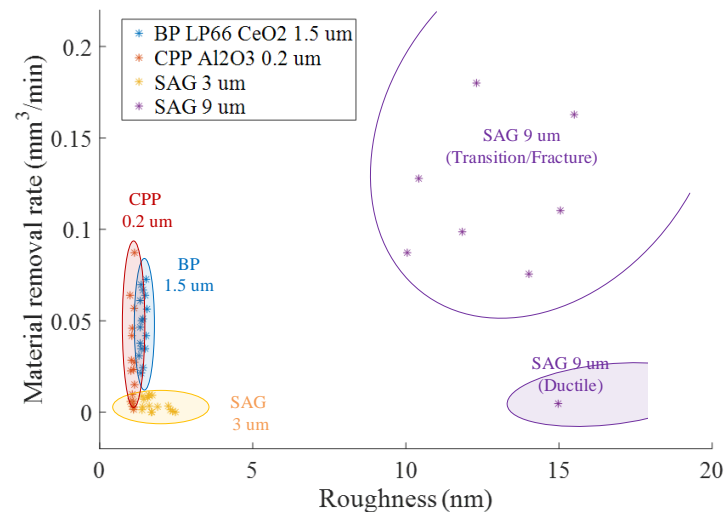 BP LP66 CeO2 1.5 um
CPP Al2O3 0.2 um
SAG 3 um
SAG 9 um
Material removal rate (mm³/min)
0.2
0.15
0.1
0.05
0
SAG 9 um
(Transition/Fracture)
CPP
0.2 um
BP
1.5 um
SAG 9 um
(Ductile)
SAG
3 um
0
5
10
15
20
Roughness (nm)